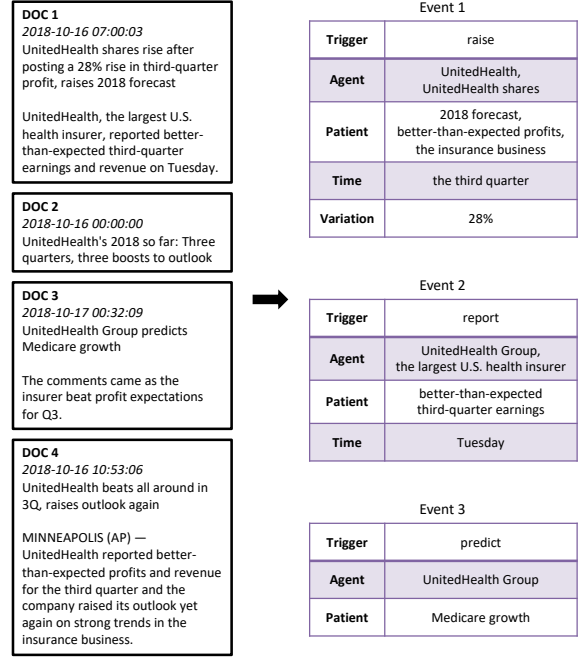 DOC 1
2018-10-16 07:00:03
UnitedHealth shares rise after
posting a 28% rise in third-quarter
profit, raises 2018 forecast
UnitedHealth, the largest U.S.
health insurer, reported better-
than-expected third-quarter
earnings and revenue on Tuesday.
DOC 2
2018-10-16 00:00:00
UnitedHealth's 2018 so far: Three
quarters, three boosts to outlook
DOC 3
2018-10-17 00:32:09
UnitedHealth Group predicts
Medicare growth
The comments came as the
insurer beat profit expectations
for Q3.
DOC 4
2018-10-16 10:53:06
UnitedHealth beats all around in
3Q, raises outlook again
MINNEAPOLIS (AP) —
UnitedHealth reported better-
than-expected profits and revenue
for the third quarter and the
company raised its outlook yet
again on strong trends in the
insurance business.
Event 1
Trigger raise
Agent UnitedHealth,
UnitedHealth shares
Patient 2018 forecast,
better-than-expected profits,
the insurance business
Time the third quarter
Variation 28%
Event 2
Trigger report
Agent UnitedHealth Group,
the largest U.S. health insurer
Patient better-than-expected
third-quarter earnings
Time Tuesday
Event 3
Trigger predict
Agent UnitedHealth Group
Patient Medicare growth